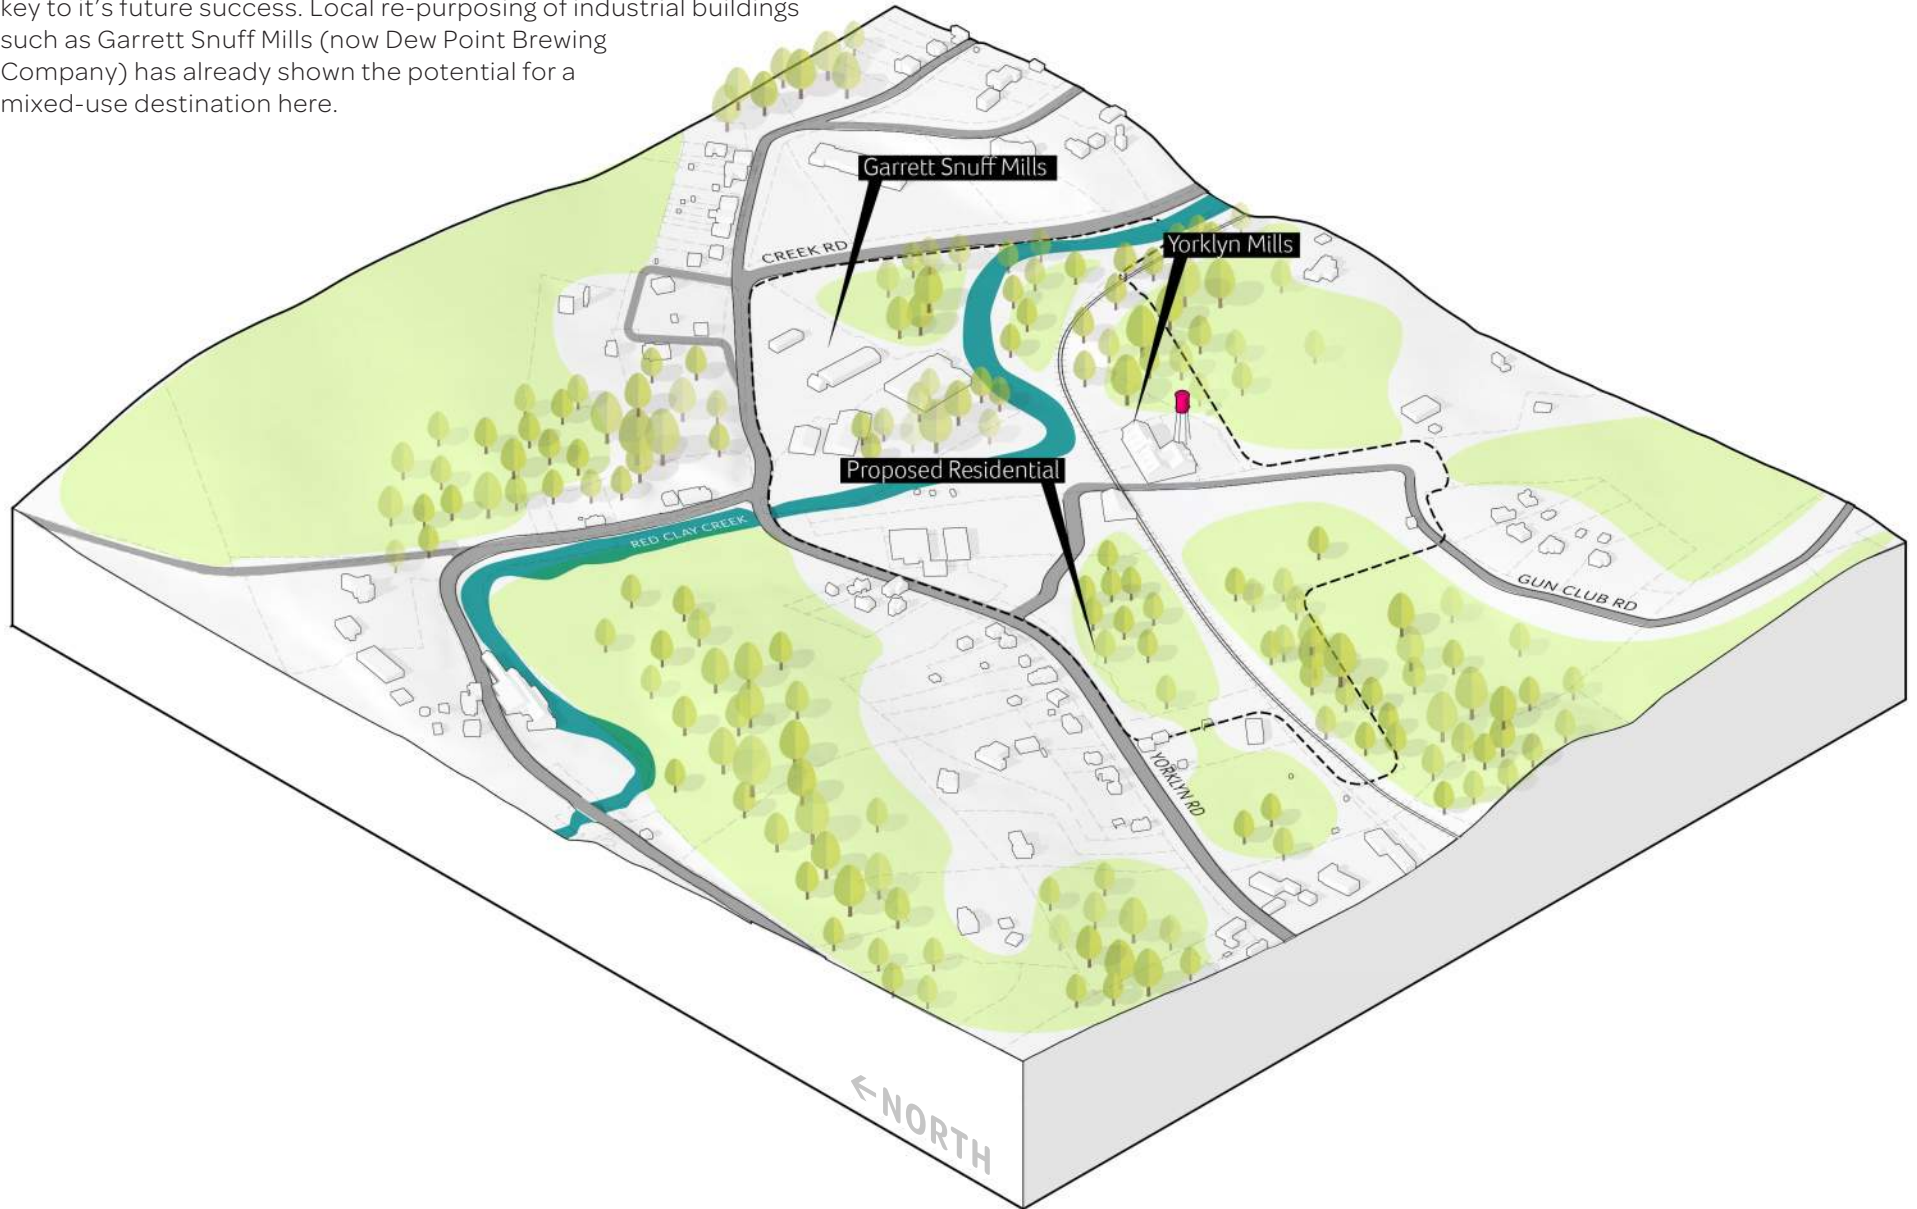 key to it's future success. Local re-purposing of industrial buildings
such as Garrett Snuff Mills (now Dew Point Brewing
Company) has already shown the potential for a
mixed-use destination here.
Garrett Snuff Mills
CREEK RD
Yorklyn Mills
Proposed Residential
RED CLAY CREEK
GUN CLUB RD
YORKLYN RD
←NORTH